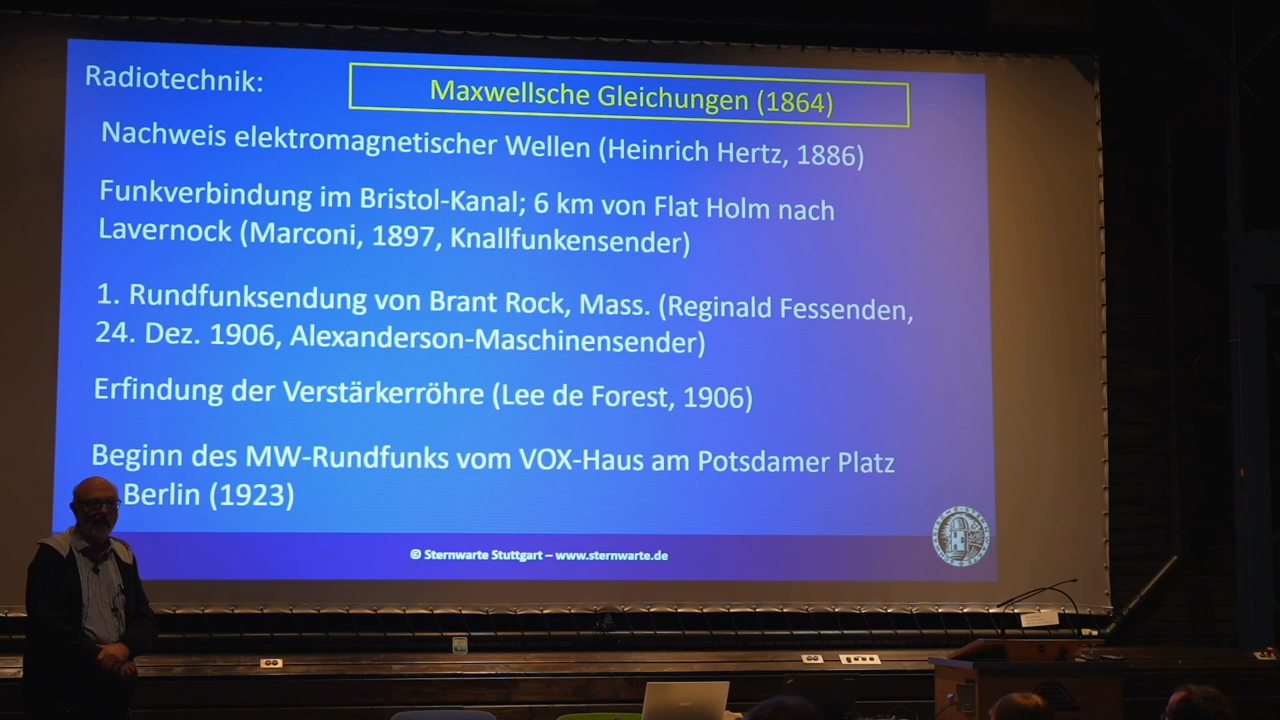 Radiotechnik:
Maxwellsche Gleichungen (1864)
Nachweis elektromagnetischer Wellen (Heinrich Hertz, 1886)
Funkverbindung im Bristol-Kanal; 6 km von Flat Holm nach
Lavernock (Marconi, 1897, Knallfunkensender)
1. Rundfunksendung von Brant Rock, Mass. (Reginald Fessenden,
24. Dez. 1906, Alexanderson-Maschinensender)
Erfindung der Verstärkerröhre (Lee de Forest, 1906)
Beginn des MW-Rundfunks vom VOX-Haus am Potsdamer Platz
Berlin (1923)
© Sternwarte Stuttgart – www.sternwarte.de